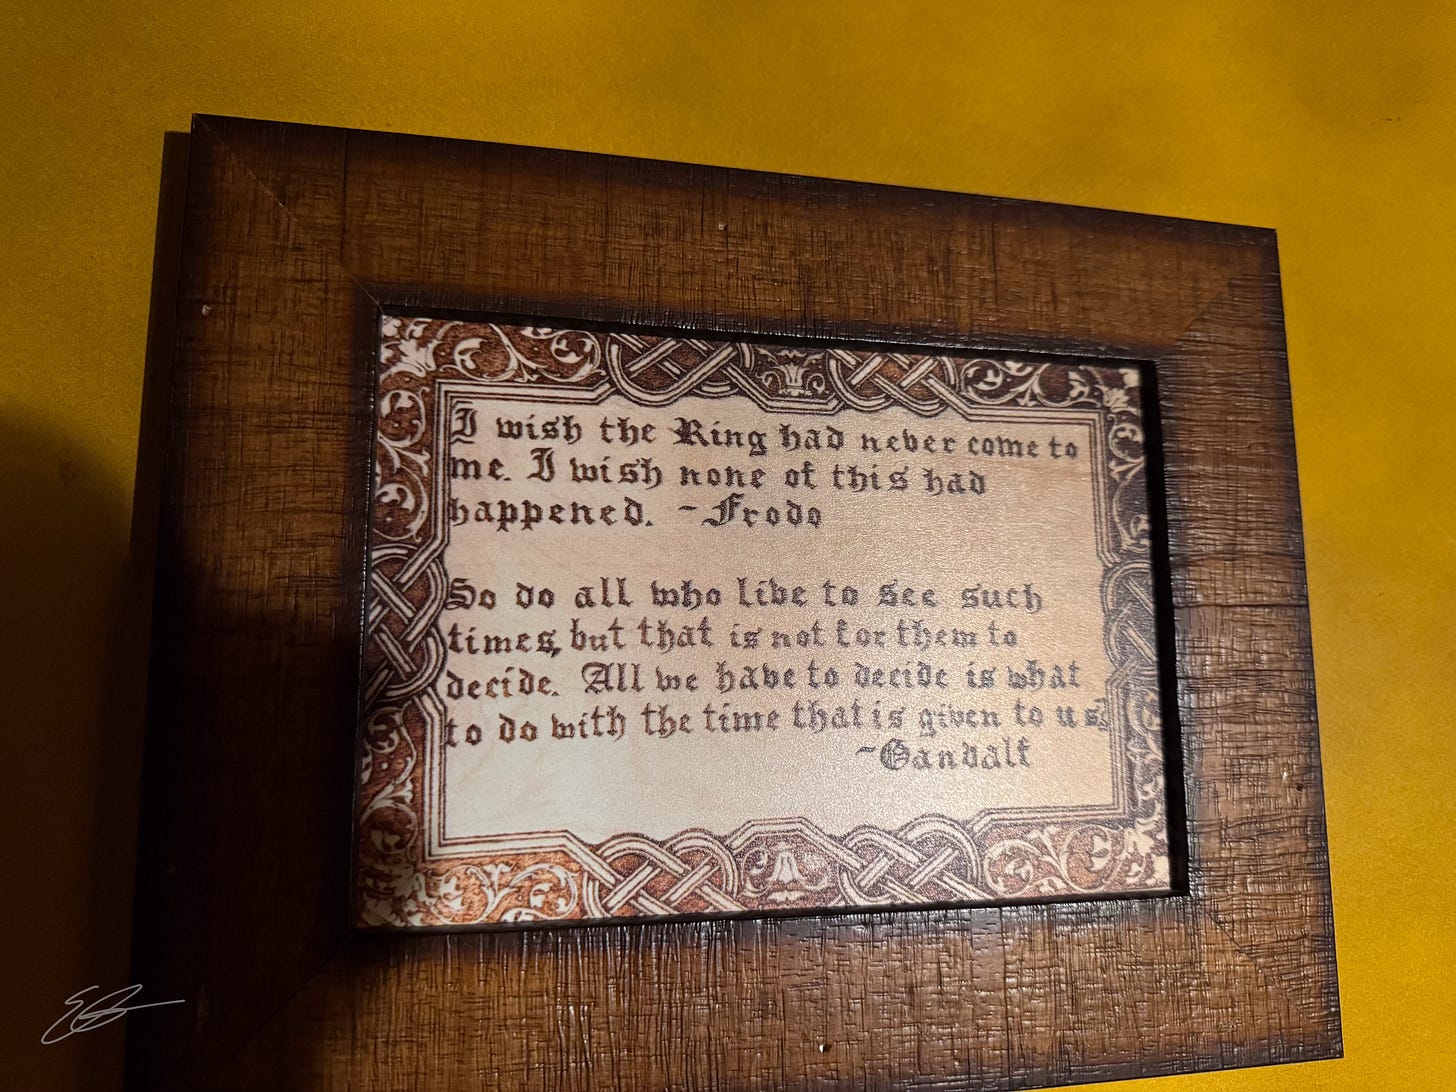 I wish the Ring had never come to
me. I wish none of this had
happened. ~Frodo
So do all who live to see such
times, but that is not for them to
decide. All we have to decide is what
to do with the time that is given to us.
~Gandalf